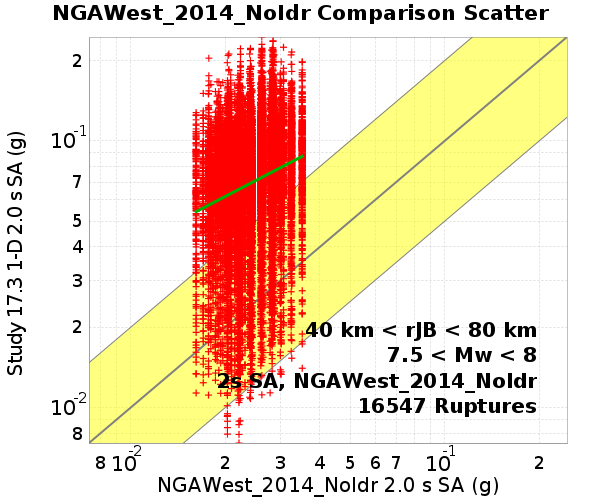 NGAWest_2014_NoIdr Comparison Scatter
Study 17.3 1-D 2.0 s SA (g)
2
10-1
7
5
4
3
2
10-2
8
40 km < rJB < 80 km
7.5 < Mw < 8
2s SA, NGAWest_2014_NoIdr
16547 Ruptures
8 10-2 2 3 4 5 6 7 10-1 2
NGAWest_2014_NoIdr 2.0 s SA (g)